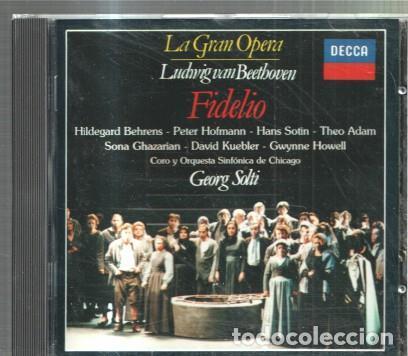 La Gran Opera
DECCA
Ludwig van Beethoven
Fidelio
Hildegard Behrens - Peter Hofmann - Hans Sotin - Theo Adam
Sona Ghazarian - David Kuebler - Gwynne Howell
Coro y Orquesta Sinfónica de Chicago
Georg Solti
todocoleccion.net